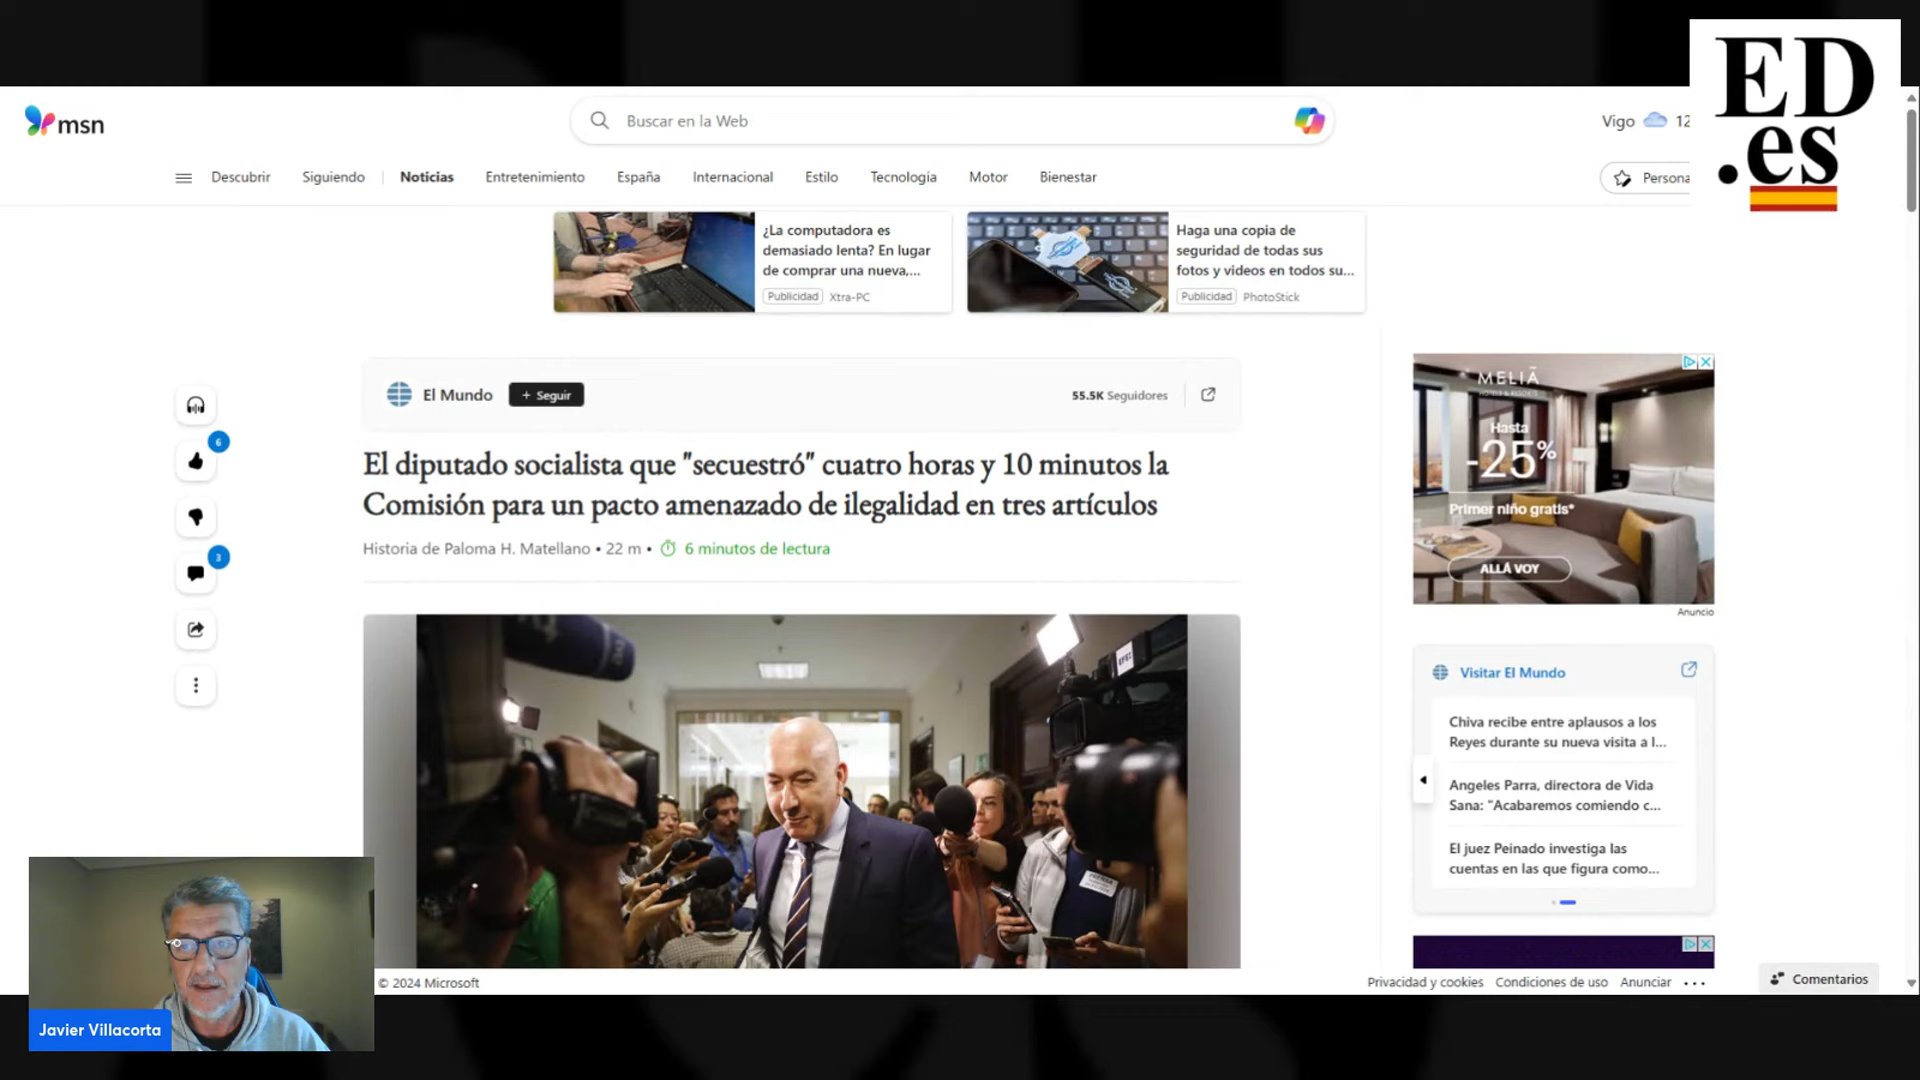 ED
.es
msn
Buscar en la Web
Vigo 12
Descubrir
Siguiendo
Noticias
Entretenimiento
España
Internacional
Estilo
Tecnología
Motor
Bienestar
Persona
¿La computadora es
demasiado lenta? En lugar
de comprar una nueva,...
Publicidad Xtra-PC
Haga una copia de
seguridad de todas sus
fotos y videos en todos su...
Publicidad PhotoStick
El Mundo
+ Seguir
55.5K Seguidores
El diputado socialista que "secuestró" cuatro horas y 10 minutos la
Comisión para un pacto amenazado de ilegalidad en tres artículos
Historia de Paloma H. Matellano • 22 m • 6 minutos de lectura
6
3
MELIÃ
Hasta
-25%
Primer niño gratis*
ALLÁ VOY
Anuncio
Visitar El Mundo
Chiva recibe entre aplausos a los
Reyes durante su nueva visita a l...
Angeles Parra, directora de Vida
Sana: "Acabaremos comiendo c...
El juez Peinado investiga las
cuentas en las que figura como...
PRENSA
© 2024 Microsoft
Privacidad y cookies
Condiciones de uso
Anunciar
Comentarios
Javier Villacorta